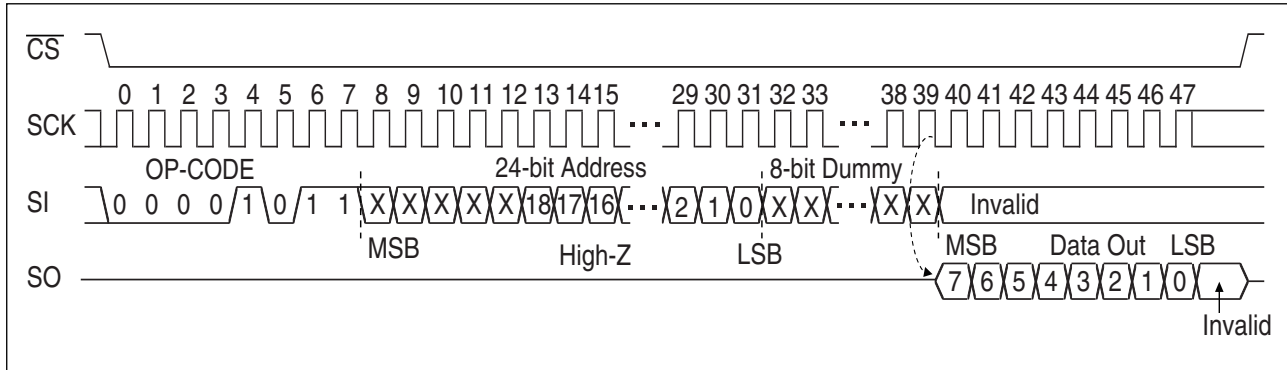 CS
0 1 2 3 4 5 6 7 8 9 10 11 12 13 14 15 29 30 31 32 33 38 39 40 41 42 43 44 45 46 47
SCK
OP-CODE 24-bit Address 8-bit Dummy
SI 0 0 0 0 1 0 1 1 X X X X X 18 17 16 2 1 0 X X X X Invalid
MSB High-Z LSB MSB Data Out LSB
SO 7 6 5 4 3 2 1 0
Invalid